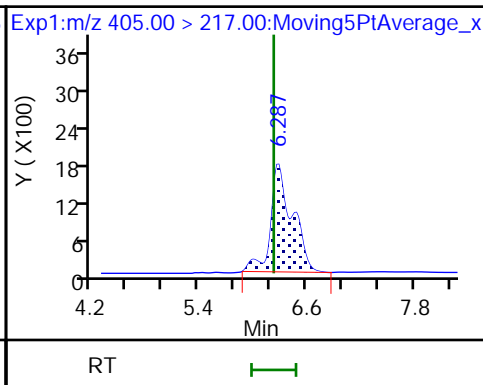 Exp1:m/z 405.00 > 217.00:Moving5PtAverage_x
36
30
24
18
12
6
0
Y ( X100)
6.287
4.2 5.4 6.6 7.8
Min
RT